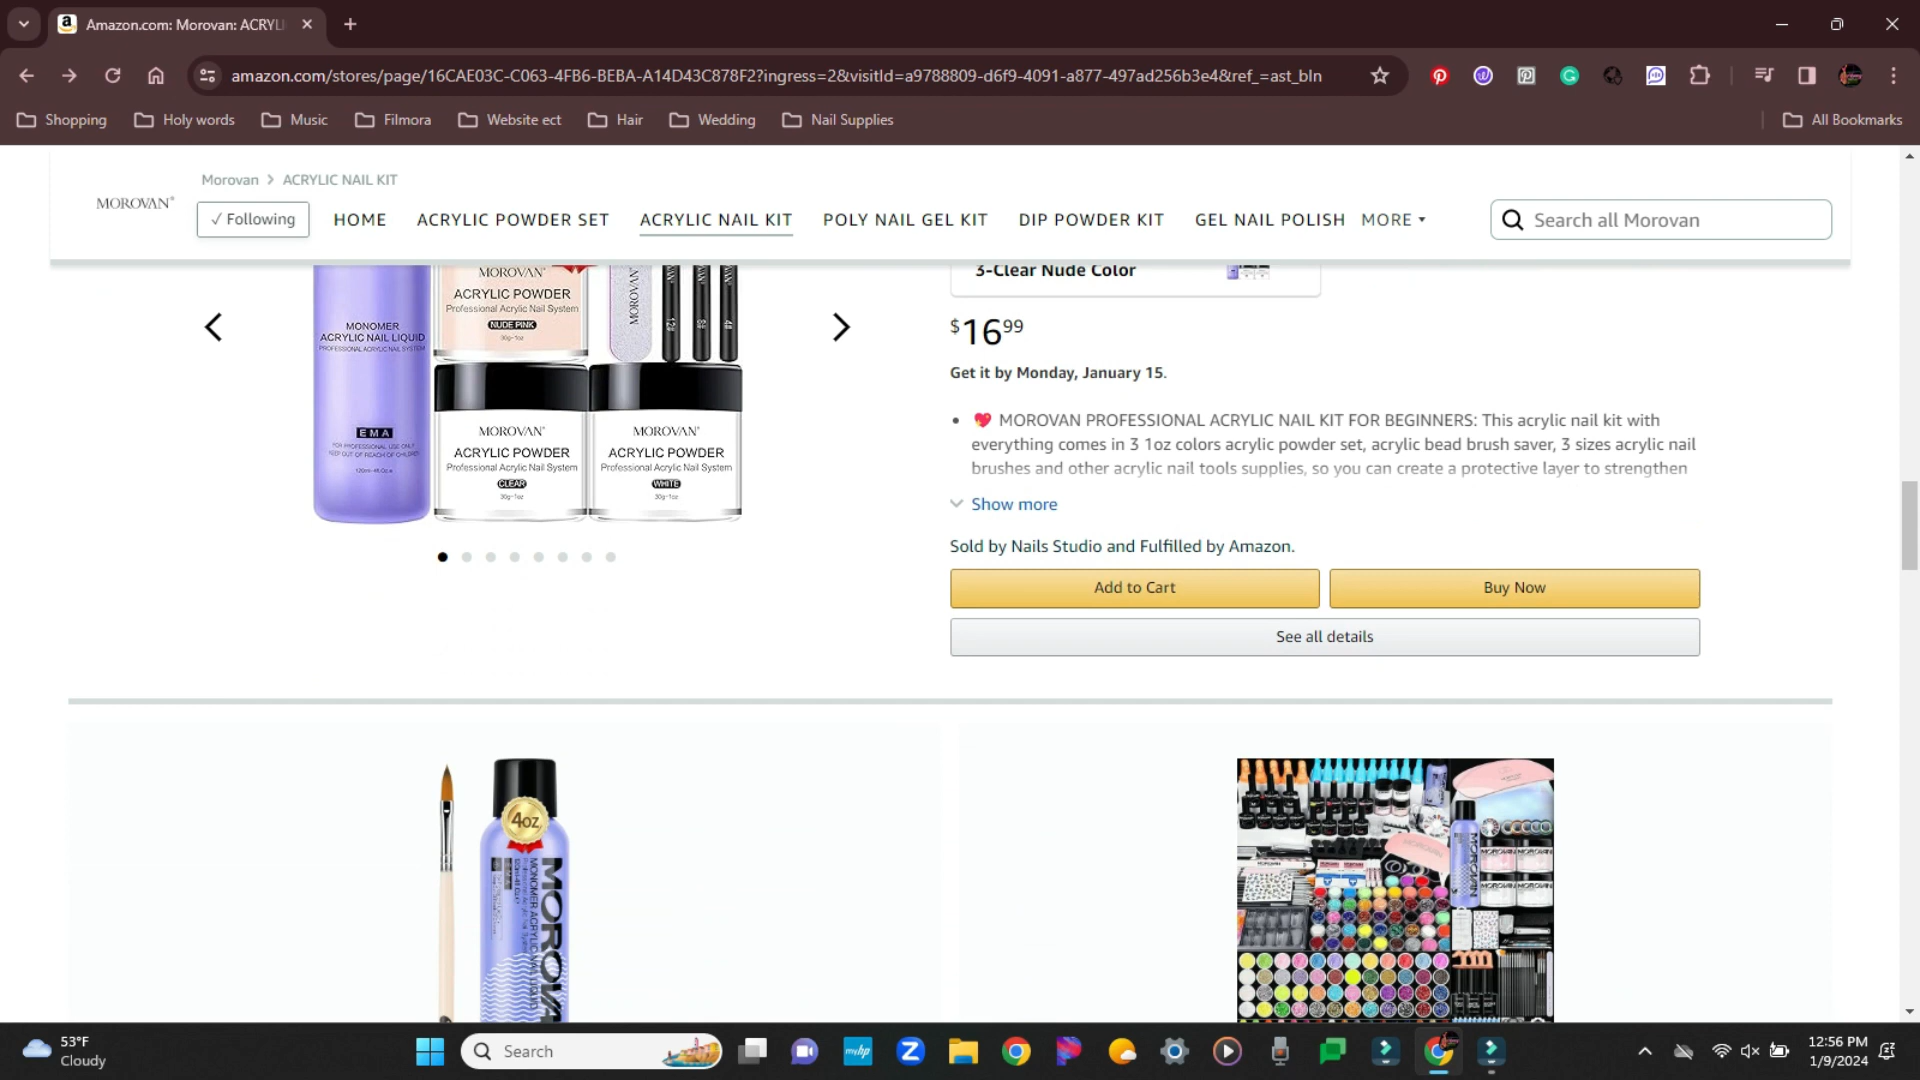 Amazon.com: Morovan: ACRYLI
amazon.com/stores/page/16CAE03C-C063-4FB6-BEBA-A14D43C878F2?ingress=2&visitId=a9788809-d6f9-4091-a877-497ad256b3e4&ref_=ast_bln
Shopping
Holy words
Music
Filmora
Website ect
Hair
Wedding
Nail Supplies
All Bookmarks
Morovan > ACRYLIC NAIL KIT
MOROVAN®
✓ Following
HOME
ACRYLIC POWDER SET
ACRYLIC NAIL KIT
POLY NAIL GEL KIT
DIP POWDER KIT
GEL NAIL POLISH
MORE
Search all Morovan
MOROVAN®
ACRYLIC POWDER
Professional Acrylic Nail System
NUDE PINK
30g-1oz
MOROVAN
12#
8#
4#
MONOMER
ACRYLIC NAIL LIQUID
PROFESSIONAL ACRYLIC NAIL SYSTEM
EMA
FOR PROFESSIONAL USE ONLY
KEEP OUT OF REACH OF CHILDREN
MOROVAN®
ACRYLIC POWDER
Professional Acrylic Nail System
CLEAR
30g-1oz
MOROVAN®
ACRYLIC POWDER
Professional Acrylic Nail System
WHITE
30g-1oz
3-Clear Nude Color
$16 99
Get it by Monday, January 15.
• 💖 MOROVAN PROFESSIONAL ACRYLIC NAIL KIT FOR BEGINNERS: This acrylic nail kit with
everything comes in 3 1oz colors acrylic powder set, acrylic bead brush saver, 3 sizes acrylic nail
brushes and other acrylic nail tools supplies, so you can create a protective layer to strengthen
Show more
Sold by Nails Studio and Fulfilled by Amazon.
Add to Cart
Buy Now
See all details
4oz
MOROVAN
MONOMER ACRYLIC
53°F
Cloudy
Search
12:56 PM
1/9/2024